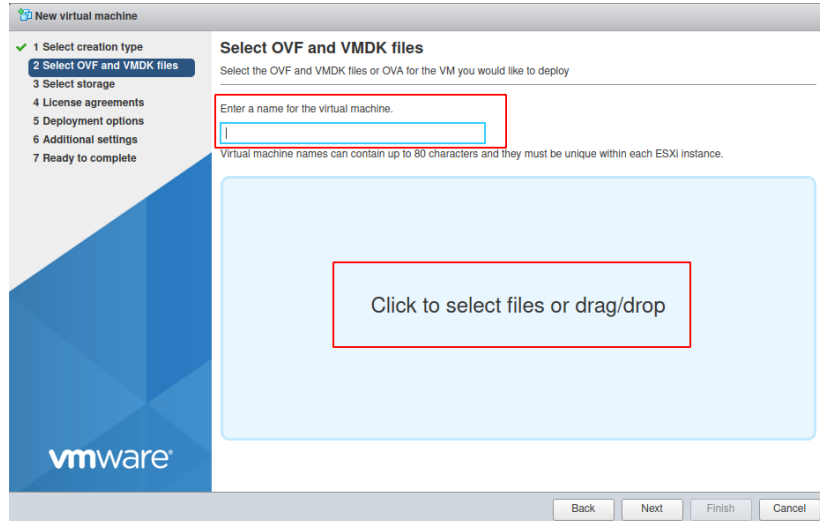 New virtual machine
1 Select creation type
2 Select OVF and VMDK files
3 Select storage
4 License agreements
5 Deployment options
6 Additional settings
7 Ready to complete
vmware®
Select OVF and VMDK files
Select the OVF and VMDK files or OVA for the VM you would like to deploy
Enter a name for the virtual machine.
Virtual machine names can contain up to 80 characters and they must be unique within each ESXi instance.
Click to select files or drag/drop
Back Next Finish Cancel